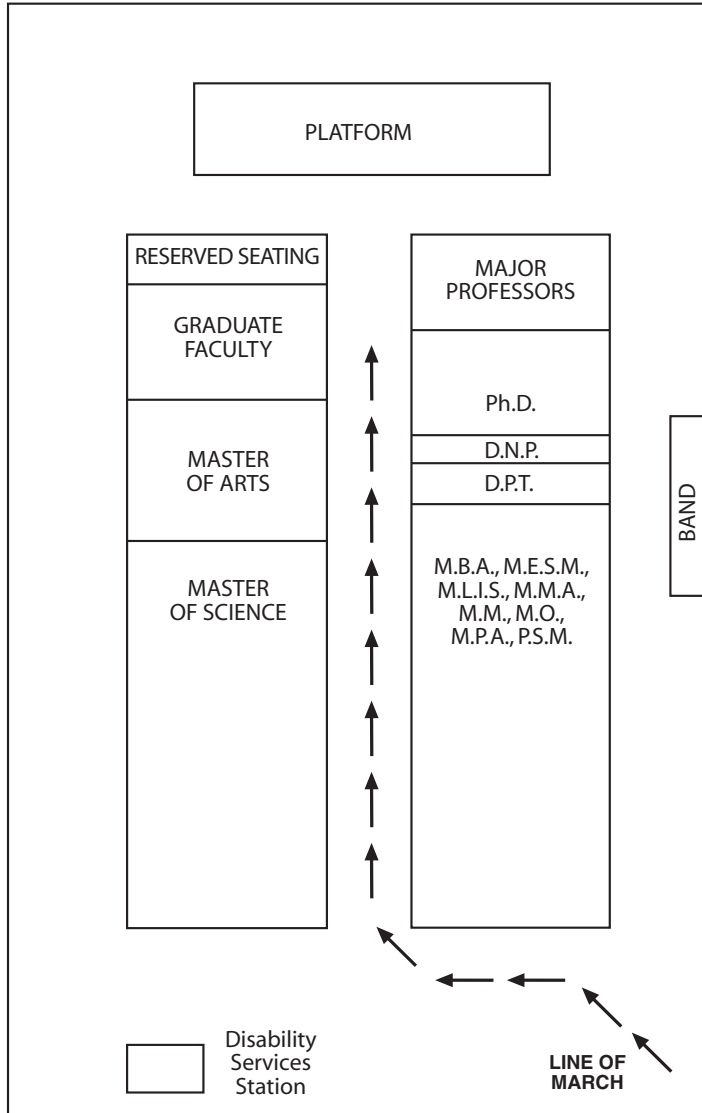 PLATFORM
RESERVED SEATING
GRADUATE
FACULTY
MASTER
OF ARTS
MASTER
OF SCIENCE
MAJOR
PROFESSORS
Ph.D.
D.N.P.
D.P.T.
M.B.A., M.E.S.M.,
M.L.I.S., M.M.A.,
M.M., M.O.,
M.P.A., P.S.M.
BAND
Disability
Services
Station
LINE OF
MARCH